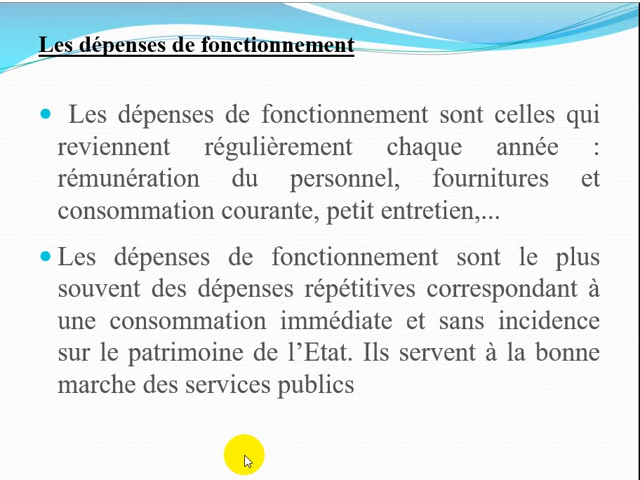 Les dépenses de fonctionnement
Les dépenses de fonctionnement sont celles qui
reviennent régulièrement chaque année :
rémunération du personnel, fournitures et
consommation courante, petit entretien,...
Les dépenses de fonctionnement sont le plus
souvent des dépenses répétitives correspondant à
une consommation immédiate et sans incidence
sur le patrimoine de l’Etat. Ils servent à la bonne
marche des services publics